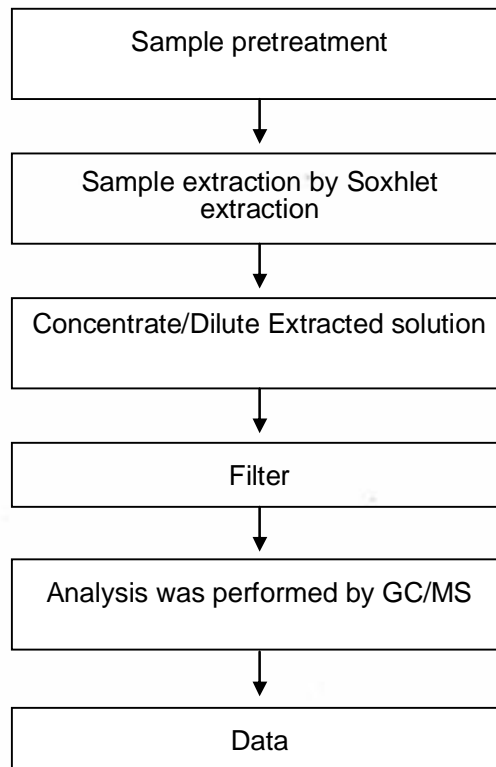 Sample pretreatment
Sample extraction by Soxhlet
extraction
Concentrate/Dilute Extracted solution
Filter
Analysis was performed by GC/MS
Data